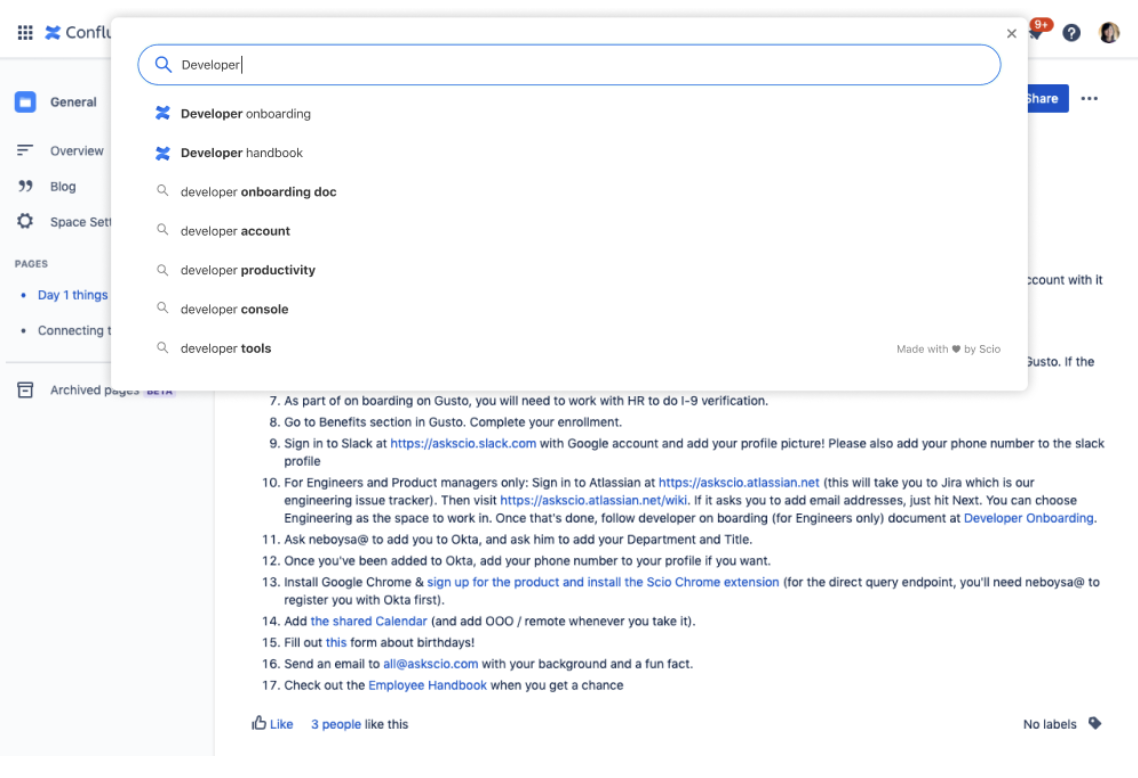 Conflu
9+
Developer
General
Share
Developer onboarding
Overview
Developer handbook
Blog
developer onboarding doc
Space Sett
developer account
PAGES
developer productivity
Day 1 things
account with it
developer console
Connecting t
developer tools
Made with by Scio
Gusto. If the
Archived pages BETA
7. As part of on boarding on Gusto, you will need to work with HR to do I-9 verification.
8. Go to Benefits section in Gusto. Complete your enrollment.
9. Sign in to Slack at https://askscio.slack.com with Google account and add your profile picture! Please also add your phone number to the slack
profile
10. For Engineers and Product managers only: Sign in to Atlassian at https://askscio.atlassian.net (this will take you to Jira which is our
engineering issue tracker). Then visit https://askscio.atlassian.net/wiki. If it asks you to add email addresses, just hit Next. You can choose
Engineering as the space to work in. Once that's done, follow developer on boarding (for Engineers only) document at Developer Onboarding.
11. Ask neboysa@ to add you to Okta, and ask him to add your Department and Title.
12. Once you've been added to Okta, add your phone number to your profile if you want.
13. Install Google Chrome & sign up for the product and install the Scio Chrome extension (for the direct query endpoint, you'll need neboysa@ to
register you with Okta first).
14. Add the shared Calendar (and add OOO / remote whenever you take it).
15. Fill out this form about birthdays!
16. Send an email to all@askscio.com with your background and a fun fact.
17. Check out the Employee Handbook when you get a chance
Like 3 people like this
No labels